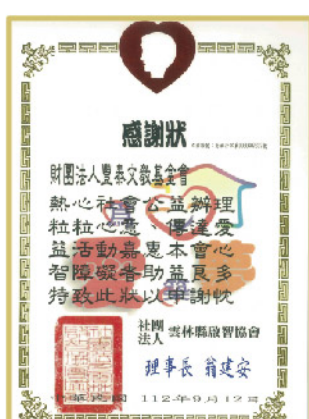 感謝狀
財團法人豐泰文教基金會
熱心社會公益辦理
粒粒心意 傳達愛
益活動嘉惠本會心
智障礙者助益良多
特致此狀以申謝忱
社團
法人 雲林縣啟智協會
理事長 翁建安
中華民國 112年9月12日